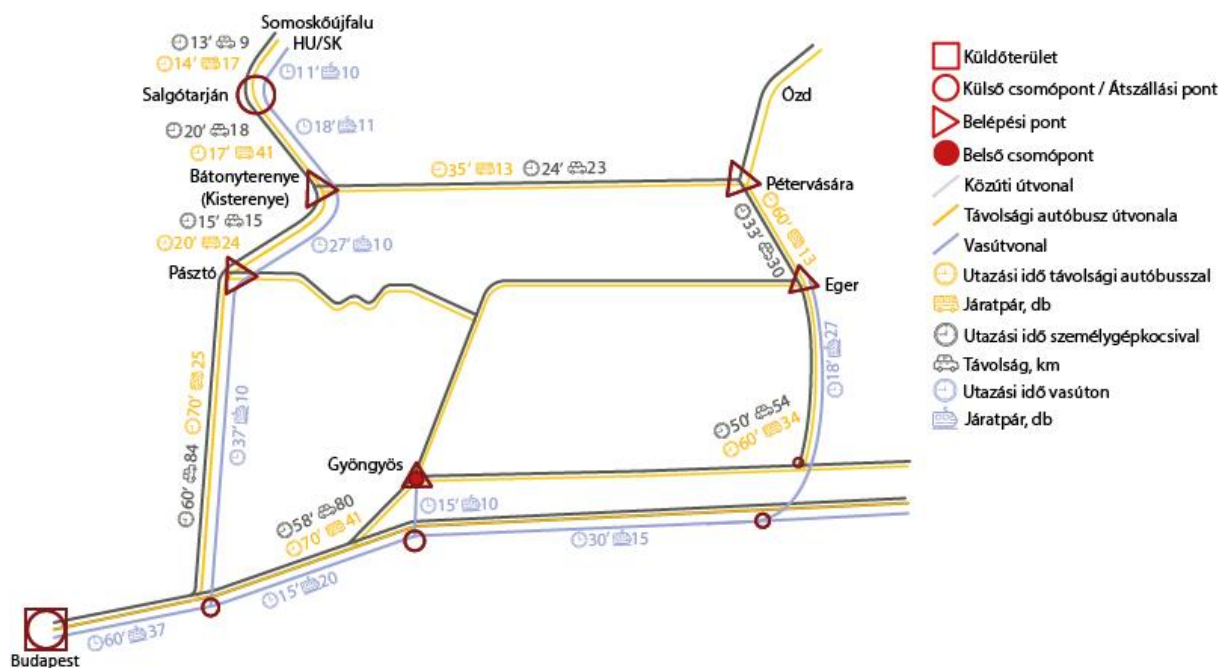 Somoskőújfalu
HU/SK
13' 9
14' 17
11' 10
Salgótarján
18' 11
20' 18
17' 41
Bátonyterenye
(Kisterenye)
35' 13 24' 23
Pétervására
Ózd
15' 15
20' 24
27' 10
Pásztó
60' 13
33' 30
Eger
18' 27
70' 25
37' 10
60' 84
50' 54
60' 34
Gyöngyös
15' 10
58' 80
70' 41
30' 15
15' 20
60' 37
Budapest
Küldőterület
Külső csomópont / Átszállási pont
Belépési pont
Belső csomópont
Közúti útvonal
Távolsági autóbusz útvonala
Vasútvonal
Utazási idő távolsági autóbusszal
Járatpár, db
Utazási idő személygépkocsival
Távolság, km
Utazási idő vasúton
Járatpár, db